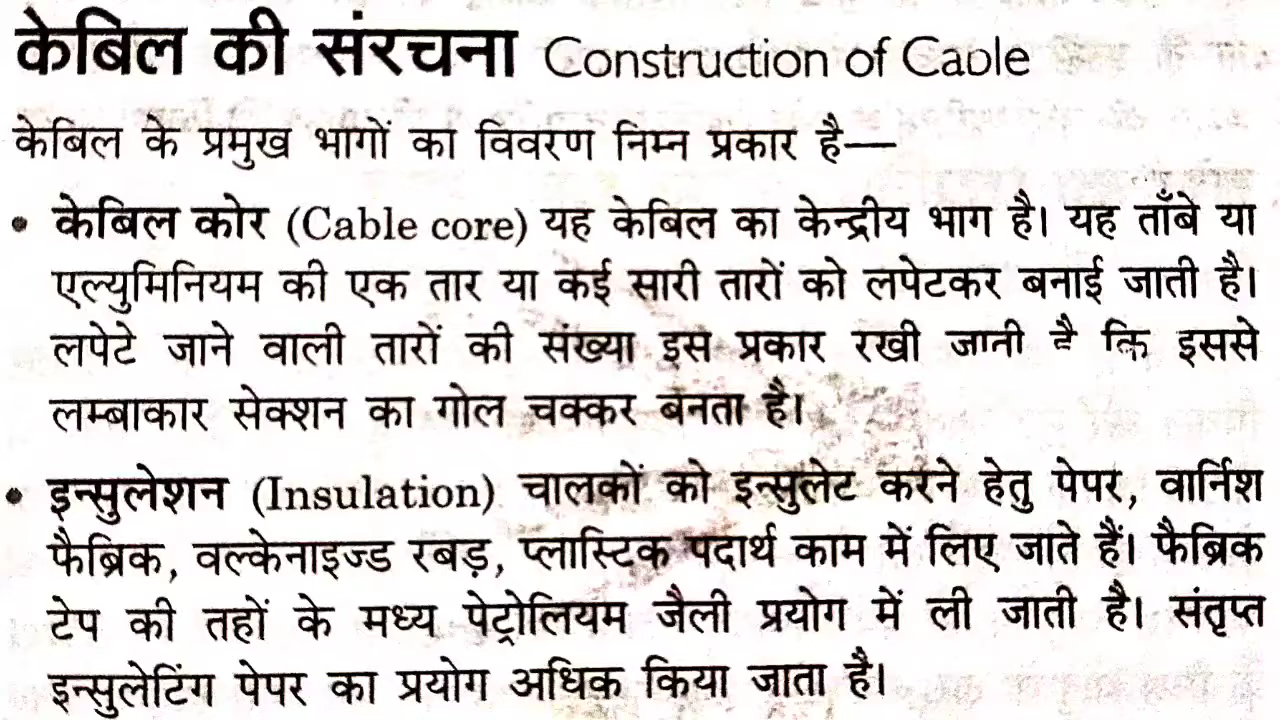 केबिल की संरचना Construction of Cable
केबिल के प्रमुख भागों का विवरण निम्न प्रकार है—
• केबिल कोर (Cable core) यह केबिल का केन्द्रीय भाग है। यह ताँबे या
एल्युमिनियम की एक तार या कई सारी तारों को लपेटकर बनाई जाती है।
लपेटे जाने वाली तारों की संख्या इस प्रकार रखी जाती है कि इससे
लम्बाकार सेक्शन का गोल चक्कर बनता है।
• इन्सुलेशन (Insulation) चालकों को इन्सुलेट करने हेतु पेपर, वार्निश
फैब्रिक, वल्केनाइज्ड रबड़, प्लास्टिक पदार्थ काम में लिए जाते हैं। फैब्रिक
टेप की तहों के मध्य पेट्रोलियम जैली प्रयोग में ली जाती है। संतृप्त
इन्सुलेटिंग पेपर का प्रयोग अधिक किया जाता है।